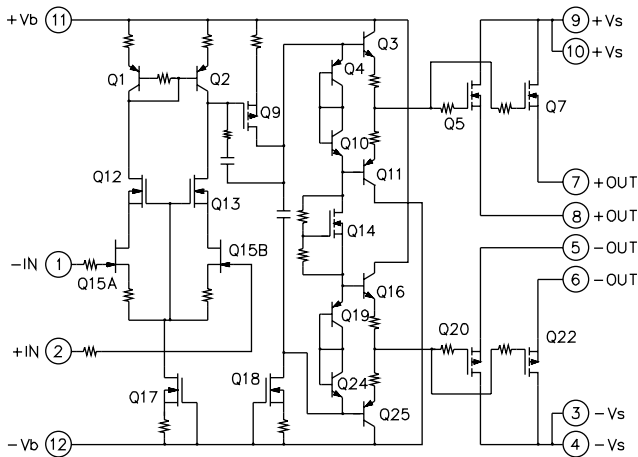 +Vb 11
Q3
9 +Vs
Q4
10 +Vs
Q1 Q2
Q9
Q5 Q7
Q10
Q12
Q11
7 +OUT
Q13
8 +OUT
Q14
5 −OUT
−IN 1
Q15B
Q15A
Q16
6 −OUT
Q19
Q20 Q22
+IN 2
Q18
Q24
Q17
Q25
3 −Vs
−Vb 12
4 −Vs